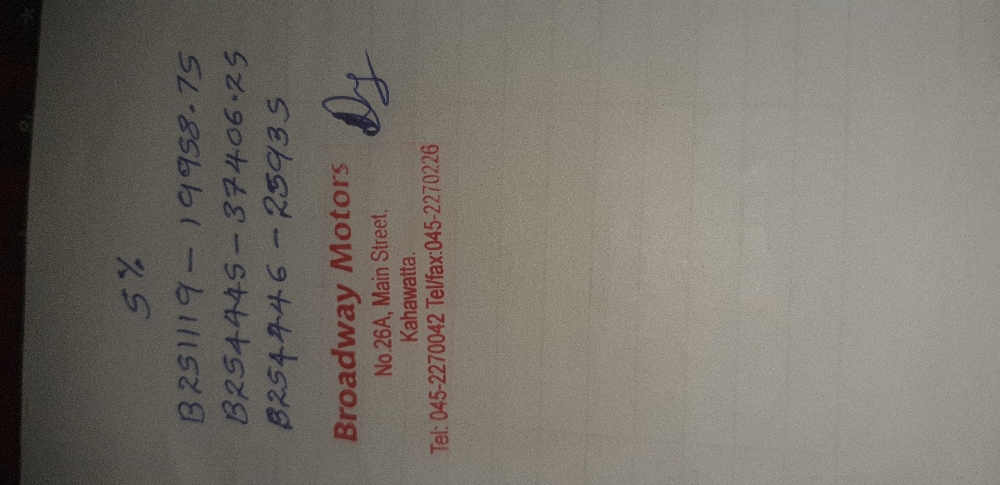 5%
B251119 - 19958.75
B254445 - 37406.25
B254446 - 25935
Broadway Motors
No.26A, Main Street.
Kahawatta.
Tel: 045-2270042 Tel/fax:045-2270226